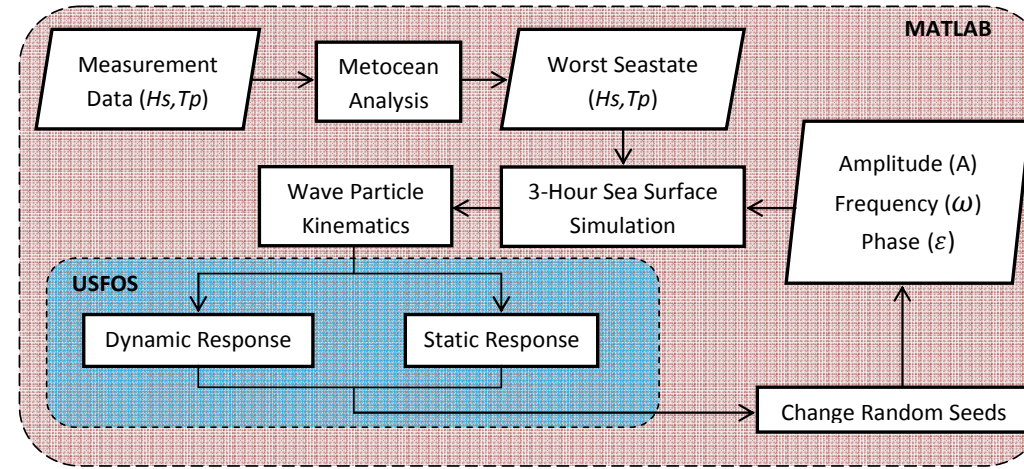 MATLAB
Measurement
Data (Hs,Tp)
Metocean
Analysis
Worst Seastate
(Hs,Tp)
Amplitude (A)
Frequency (ω)
Phase (ε)
3-Hour Sea Surface
Simulation
Wave Particle
Kinematics
USFOS
Dynamic Response
Static Response
Change Random Seeds